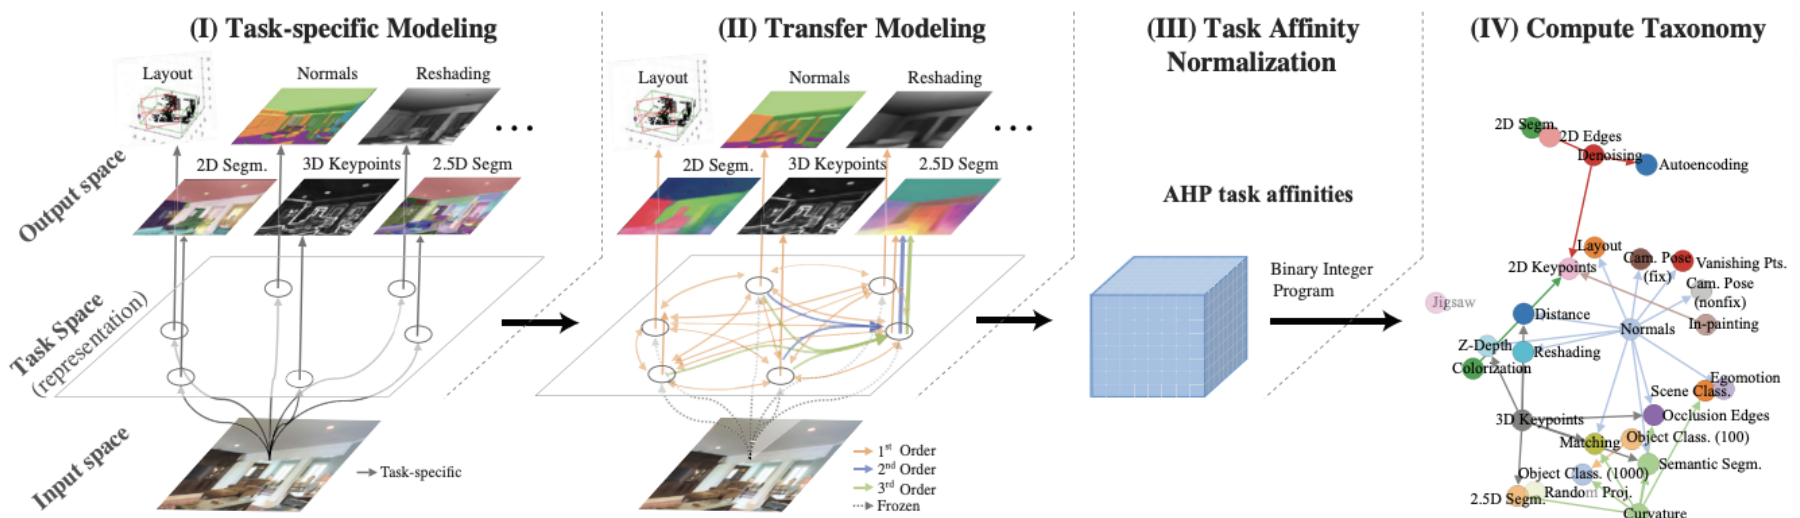 (I) Task-specific Modeling
Layout
Normals
Reshading
...
2D Segm.
3D Keypoints
2.5D Segm
Output space
Task Space
(representation)
Input space
Task-specific
(II) Transfer Modeling
Layout
Normals
Reshading
...
2D Segm.
3D Keypoints
2.5D Segm
1st Order
2nd Order
3rd Order
Frozen
(III) Task Affinity
Normalization
AHP task affinities
Binary Integer
Program
(IV) Compute Taxonomy
2D Segm.
2D Edges
Denoising
Autoencoding
Layout
2D Keypoints
Cam. Pose
(fix)
Vanishing Pts.
Cam. Pose
(nonfix)
Jigsaw
Distance
Normals
In-painting
Z-Depth
Reshading
Colorization
Egomotion
Scene Class.
3D Keypoints
Occlusion Edges
Matching
Object Class. (100)
Semantic Segm.
Object Class. (1000)
2.5D Segm.
Random Proj.
Curvature